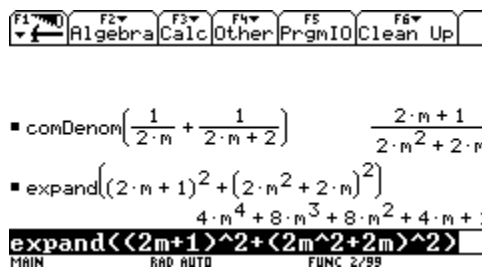 F1 F2 Algebra F3 Calc F4 Other F5 PrgmIO F6 Clean Up
▪ comDenom(1/(2·m) + 1/(2·m + 2)) (2·m + 1)/(2·m² + 2·m
▪ expand((2·m + 1)² + (2·m² + 2·m)²)
4·m⁴ + 8·m³ + 8·m² + 4·m +
expand((2m+1)^2+(2m^2+2m)^2)
MAIN RAD AUTO FUNC 2/99